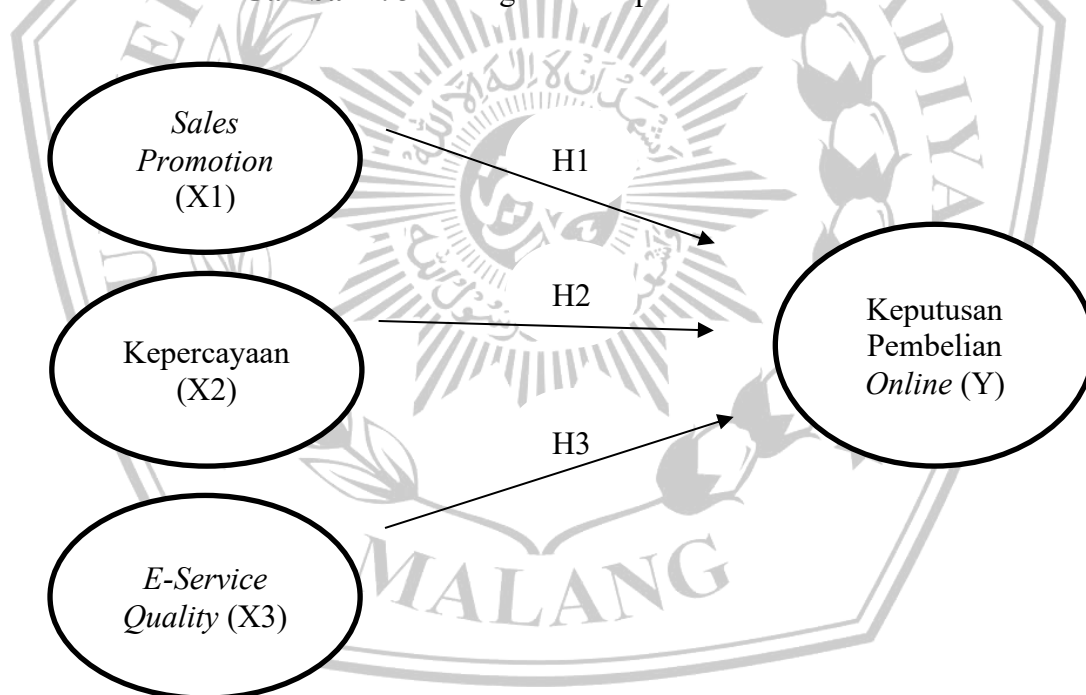 Sales
Promotion
(X1)
H1
Kepercayaan
(X2)
H2
Keputusan
Pembelian
Online (Y)
H3
E-Service
Quality (X3)
MALANG